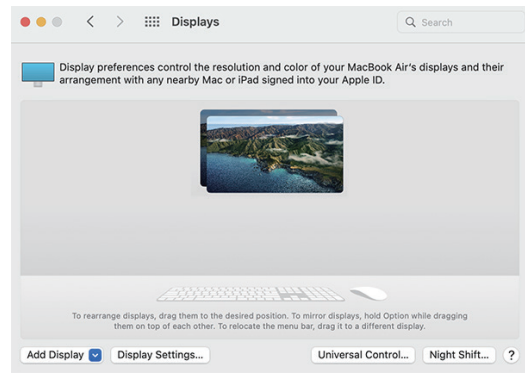 Displays
Search
Display preferences control the resolution and color of your MacBook Air's displays and their
arrangement with any nearby Mac or iPad signed into your Apple ID.
To rearrange displays, drag them to the desired position. To mirror displays, hold Option while dragging
them on top of each other. To relocate the menu bar, drag it to a different display.
Add Display
Display Settings...
Universal Control...
Night Shift...
?